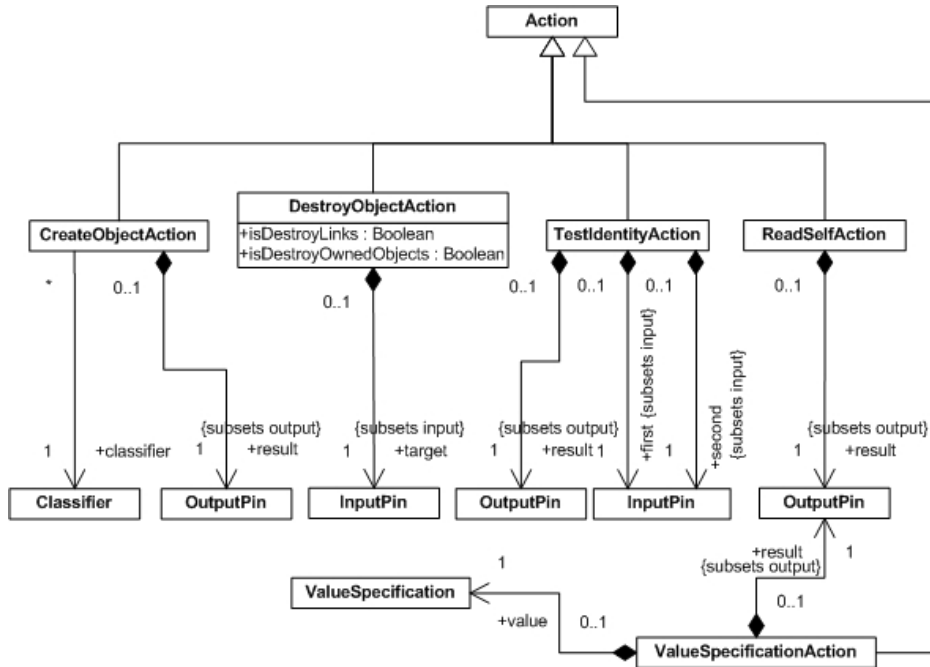 Action
DestroyObjectAction
CreateObjectAction
+isDestroyLinks : Boolean
+isDestroyOwnedObjects : Boolean
TestIdentityAction
ReadSelfAction
*
0..1
0..1
0..1
0..1
0..1
0..1
{subsets output}
{subsets input}
{subsets output}
+first {subsets input}
+second
{subsets input}
{subsets output}
1
+classifier
1
+result
1
+target
1
+result
1
1
1
+result
Classifier
OutputPin
InputPin
OutputPin
InputPin
OutputPin
+result
1
{subsets output}
1
0..1
ValueSpecification
+value
0..1
ValueSpecificationAction